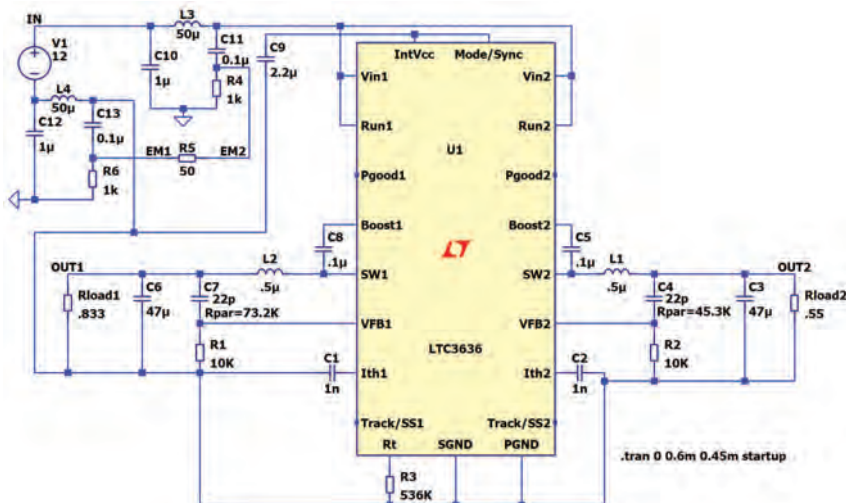 IN
L3
50µ
C11
0.1µ
C9
2.2µ
V1
12
C10
1µ
R4
1k
L4
50µ
C12
1µ
C13
0.1µ
EM1
R5
50
EM2
R6
1k
IntVcc
Mode/Sync
Vin1
Vin2
Run1
Run2
U1
Pgood1
Pgood2
Boost1
Boost2
C8
.1µ
C5
.1µ
SW1
SW2
OUT1
L2
.5µ
L1
.5µ
OUT2
Rload1
.833
C6
47µ
C7
22p
Rpar=73.2K
C4
22p
Rpar=45.3K
C3
47µ
Rload2
.55
VFB1
VFB2
R1
10K
LTC3636
R2
10K
C1
1n
Ith1
Ith2
C2
1n
Track/SS1
Track/SS2
Rt
SGND
PGND
R3
536K
.tran 0 0.6m 0.45m startup